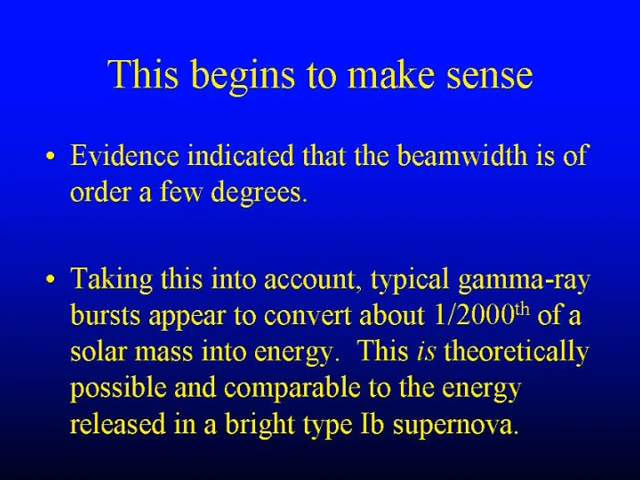 This begins to make sense
• Evidence indicated that the beamwidth is of
order a few degrees.
• Taking this into account, typical gamma-ray
bursts appear to convert about 1/2000th of a
solar mass into energy. This is theoretically
possible and comparable to the energy
released in a bright type Ib supernova.